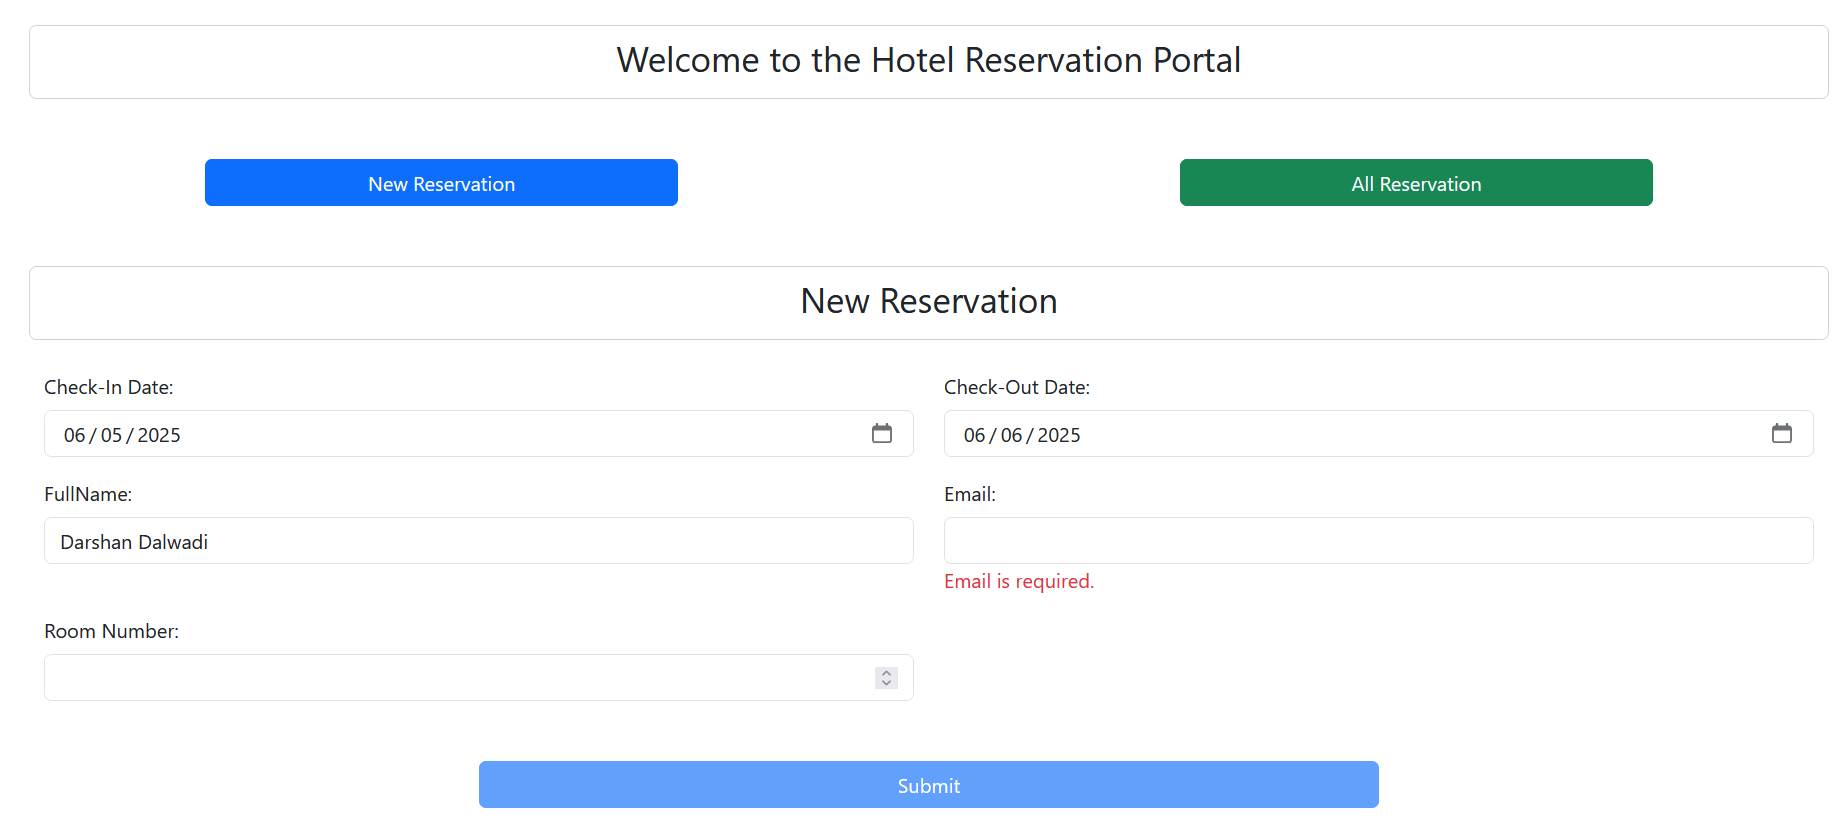 Welcome to the Hotel Reservation Portal
New Reservation
All Reservation
New Reservation
Check-In Date:
Check-Out Date:
06/05/2025
06/06/2025
FullName:
Email:
Darshan Dalwadi
Email is required.
Room Number:
Submit